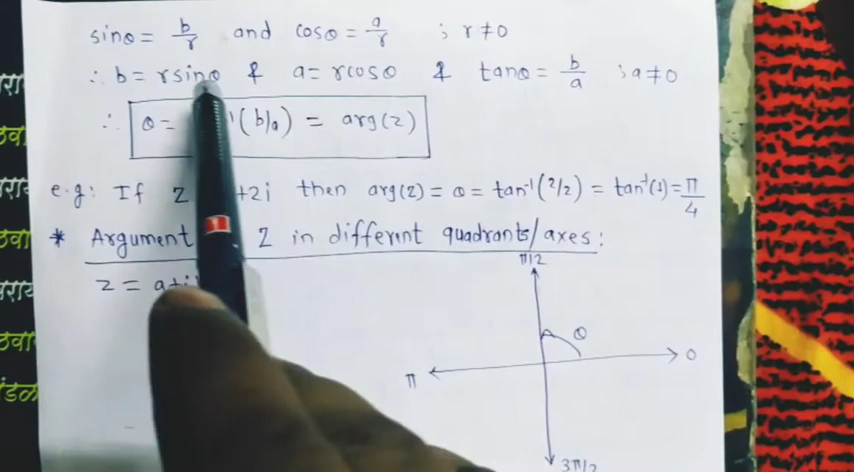 sinθ = b/r and cosθ = a/r ; r ≠ 0
∴ b = r sinθ & a = r cosθ & tanθ = b/a ; a ≠ 0
∴ θ = (b/a) = arg(z)
e.g: If z +2i then arg(z) = θ = tan⁻¹(2/2) = tan⁻¹(1) = π/4
* Argument z in different quadrants/axes:
z =
π/2
θ
0
π
3π/2